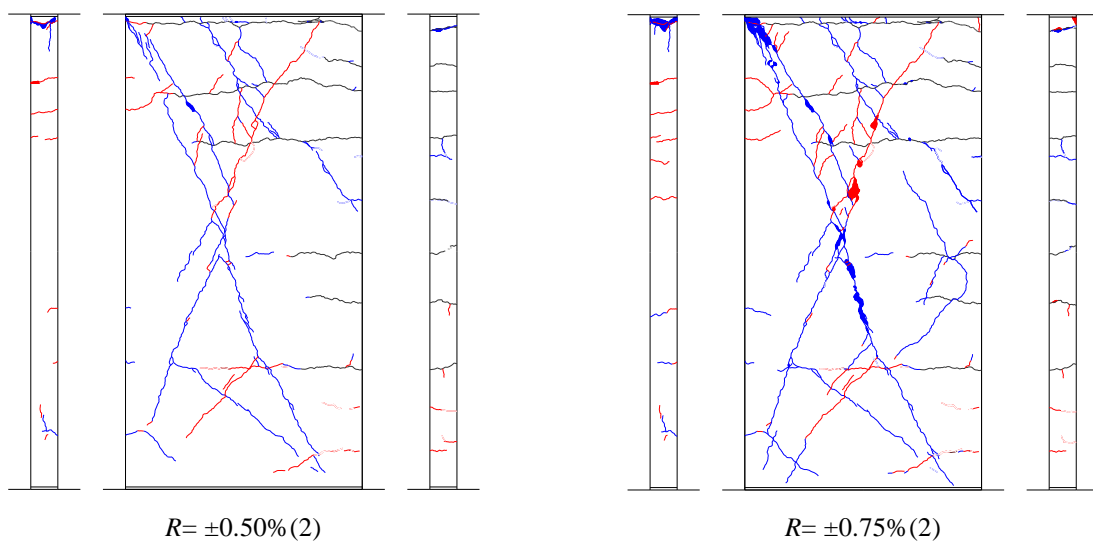 R= ±0.50% (2)
R= ±0.75% (2)